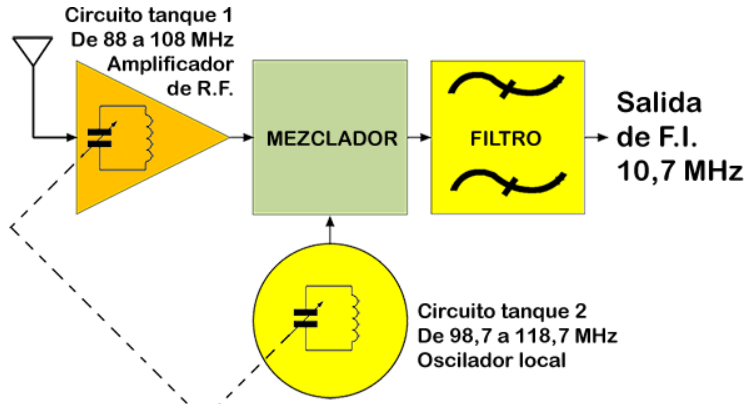 Circuito tanque 1
De 88 a 108 MHz
Amplificador
de R.F.
MEZCLADOR
FILTRO
Salida
de F.I.
10,7 MHz
Circuito tanque 2
De 98,7 a 118,7 MHz
Oscilador local